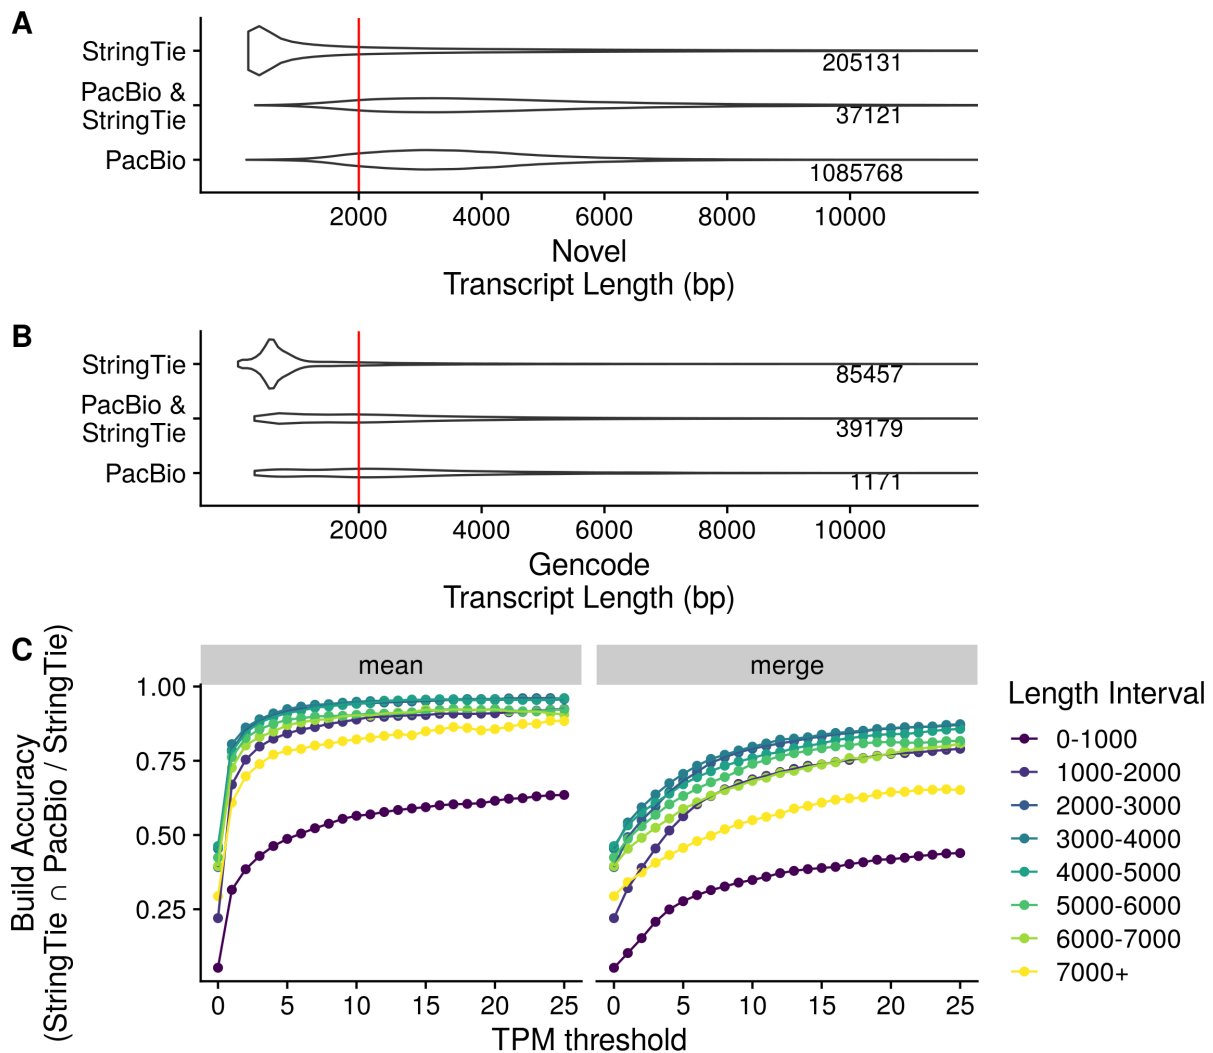 A
StringTie
205131
PacBio &
StringTie
37121
PacBio
1085768
2000 4000 6000 8000 10000
Novel
Transcript Length (bp)
B
StringTie
85457
PacBio &
StringTie
39179
PacBio
1171
2000 4000 6000 8000 10000
Gencode
Transcript Length (bp)
C
Build Accuracy
(StringTie ∩ PacBio / StringTie)
mean merge
1.00
0.75
0.50
0.25
0 5 10 15 20 25 0 5 10 15 20 25
TPM threshold
Length Interval
0-1000
1000-2000
2000-3000
3000-4000
4000-5000
5000-6000
6000-7000
7000+